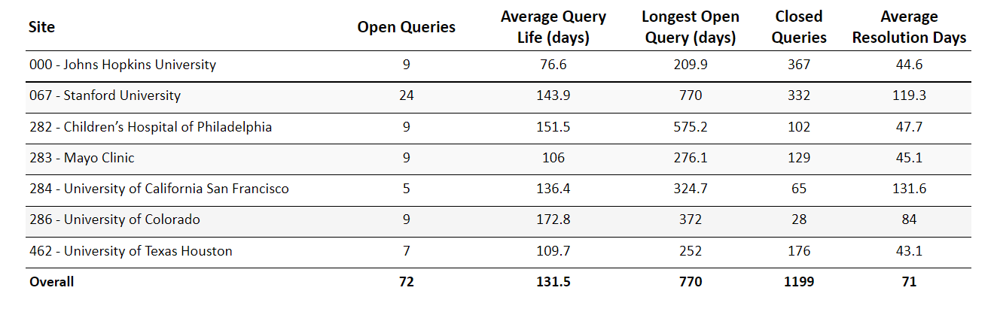 Site Open Queries Average Query Life (days) Longest Open Query (days) Closed Queries Average Resolution Days
000 - Johns Hopkins University 9 76.6 209.9 367 44.6
067 - Stanford University 24 143.9 770 332 119.3
282 - Children’s Hospital of Philadelphia 9 151.5 575.2 102 47.7
283 - Mayo Clinic 9 106 276.1 129 45.1
284 - University of California San Francisco 5 136.4 324.7 65 131.6
286 - University of Colorado 9 172.8 372 28 84
462 - University of Texas Houston 7 109.7 252 176 43.1
Overall 72 131.5 770 1199 71